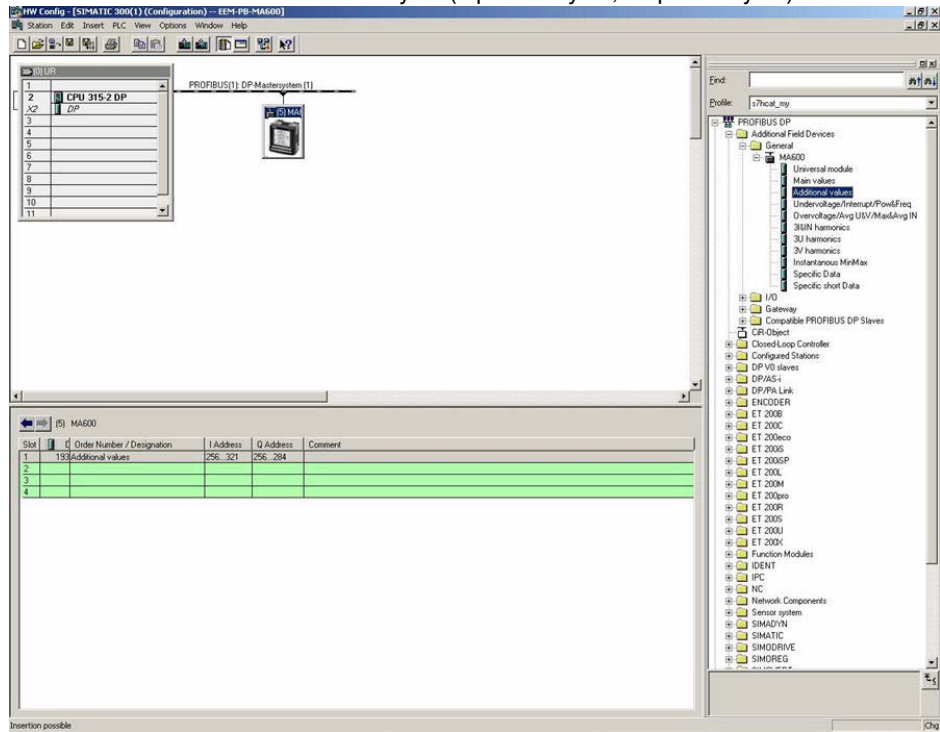 HW Config - [SIMATIC 300(1) (Configuration) -- EEM-PB-MA600]
Station Edit Insert PLC View Options Window Help
(0) UR
1
2 CPU 315-2 DP
X2 DP
3
4
5
6
7
8
9
10
11
PROFIBUS(1): DP-Mastersystem (1)
(5) MA6
Find:
Profile: s7hcat_my
PROFIBUS DP
Additional Field Devices
General
MA600
Universal module
Main values
Additional values
Undervoltage/Interrupt/Pow&Freq
Overvoltage/Avg U&V/Max&Avg IN
3I&IN harmonics
3U harmonics
3V harmonics
Instantanous MinMax
Specific Data
Specific short Data
I/O
Gateway
Compatible PROFIBUS DP Slaves
CiR-Object
Closed-Loop Controller
Configured Stations
DP V0 slaves
DP/AS-i
DP/PA Link
ENCODER
ET 200B
ET 200C
ET 200eco
ET 200iS
ET 200iSP
ET 200L
ET 200M
ET 200pro
ET 200R
ET 200S
ET 200U
ET 200X
Function Modules
IDENT
IPC
NC
Network Components
Sensor system
SIMADYN
SIMATIC
SIMODRIVE
SIMOREG
(5) MA600
Slot Order Number / Designation I Address Q Address Comment
1 193 Additional values 256...321 256...284
2
3
4
Insertion possible
Chg